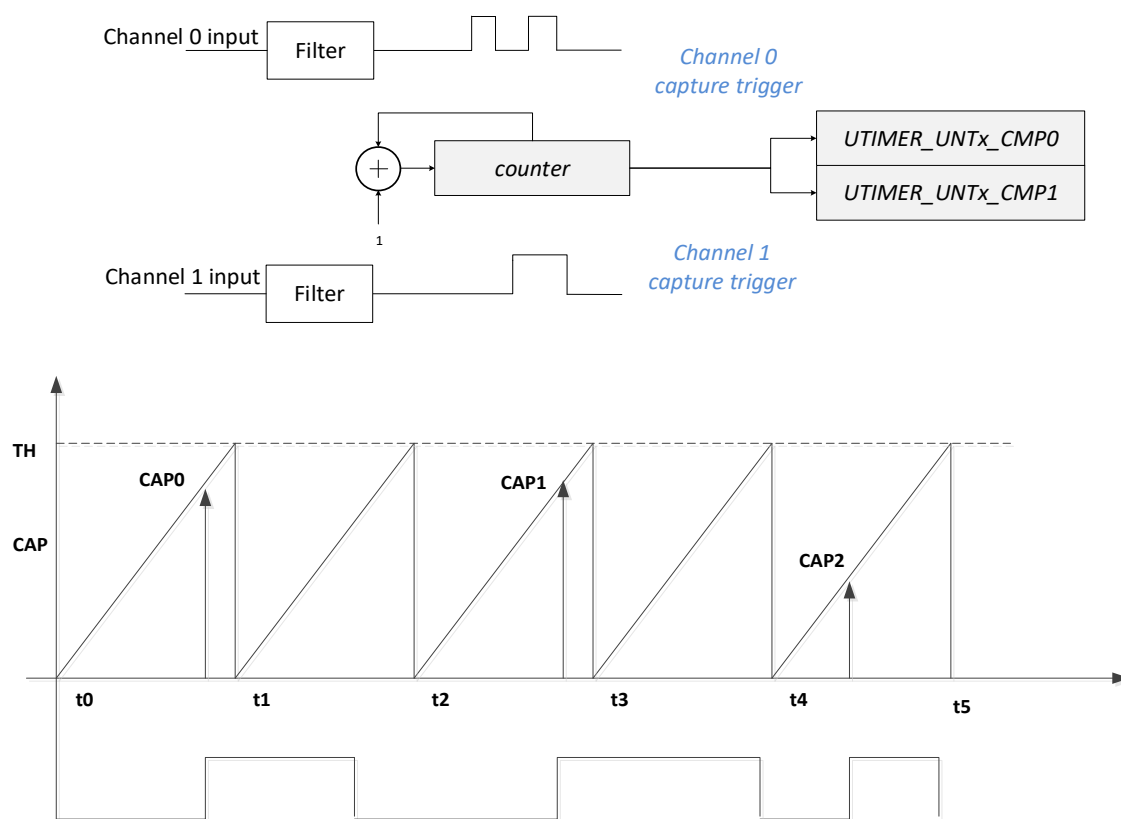 Channel 0 input
Filter
Channel 0
capture trigger
+
counter
UTIMER_UNTx_CMP0
UTIMER_UNTx_CMP1
1
Channel 1 input
Filter
Channel 1
capture trigger
TH
CAP0
CAP1
CAP
CAP2
t0
t1
t2
t3
t4
t5